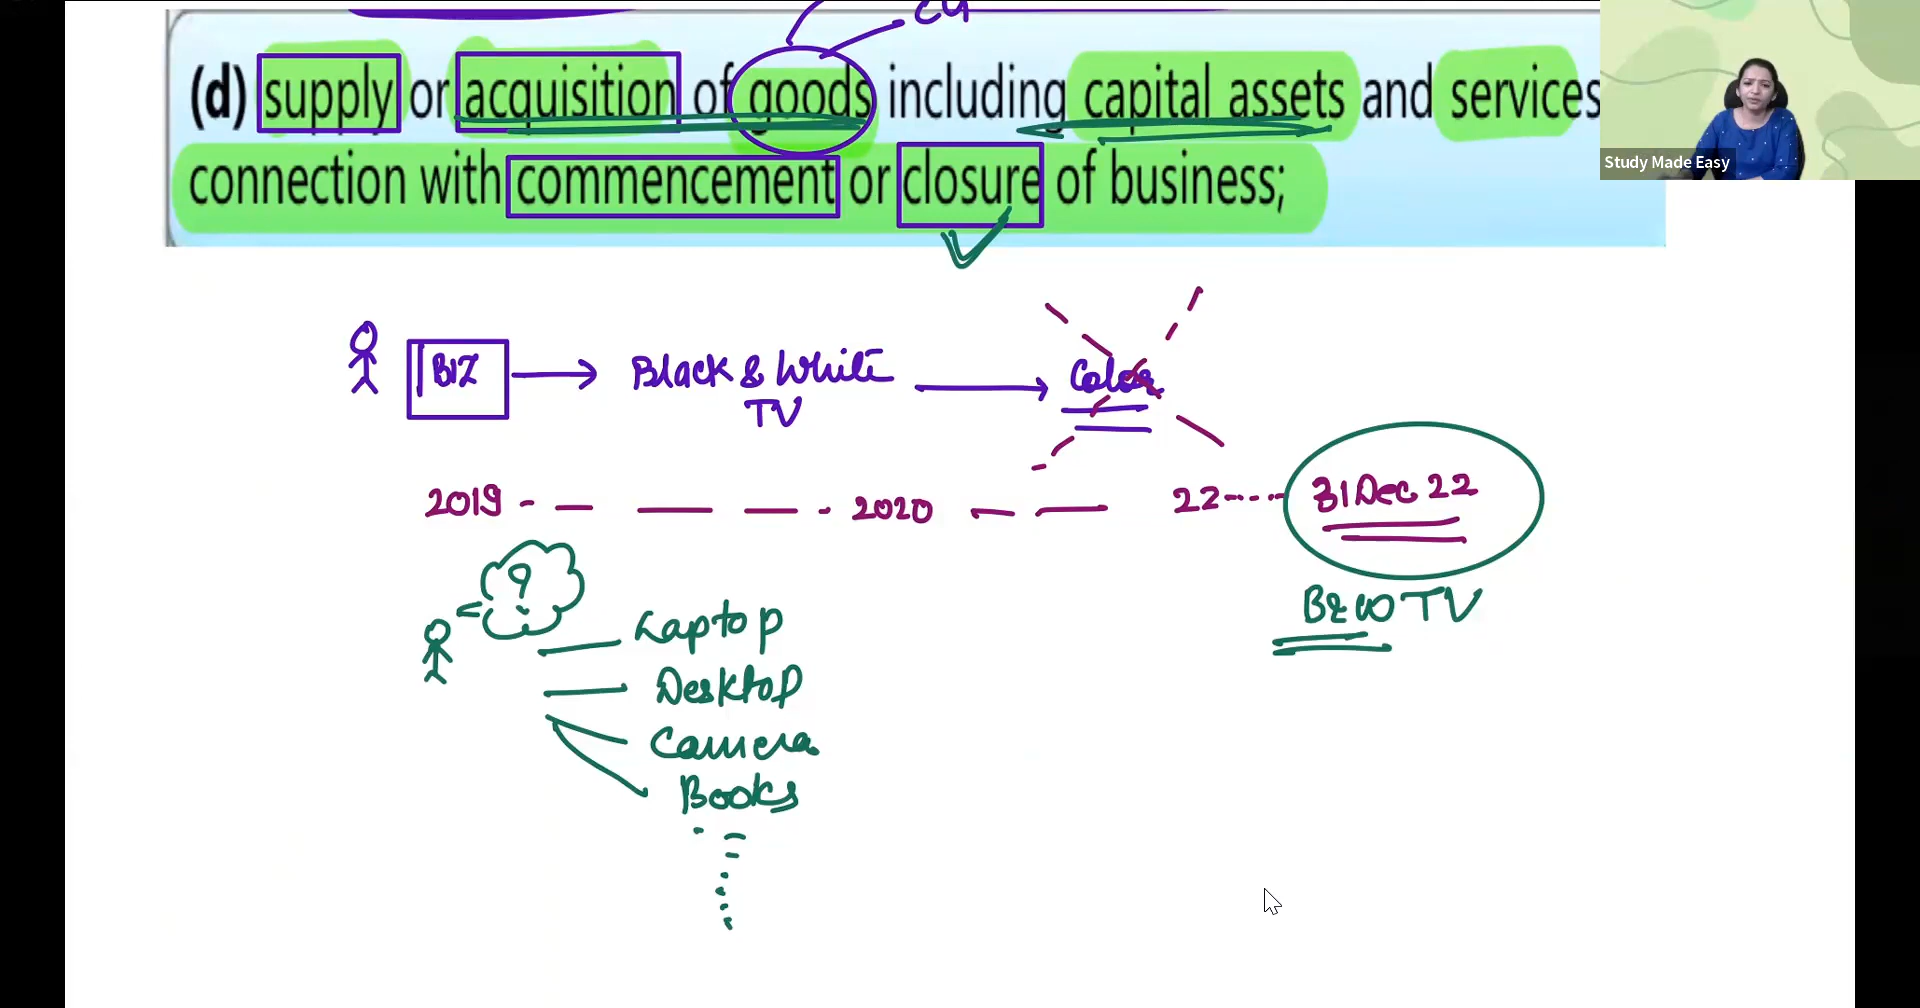 CG
(d) supply or acquisition of goods including capital assets and services
connection with commencement or closure of business;
Study Made Easy
BIZ
Black & White
TV
Color
2019 2020 22 31 Dec 22
?
B&W TV
Laptop
Desktop
Camera
Books